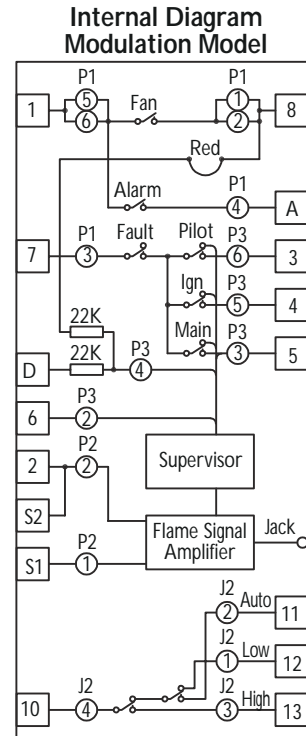 Internal Diagram
Modulation Model
P1 P1
1 5 6 Fan 1 2 8
Red
Alarm P1
4 A
P1 Fault Pilot P3
7 3 6 3
Ign P3
5 4
22K Main P3
22K P3 3 5
D 4
P3
6 2
P2
2 2 Supervisor
S2 Flame Signal Jack
P2 Amplifier
S1 1
J2 Auto
2 11
J2 Low
1 12
J2 J2 High
10 4 3 13